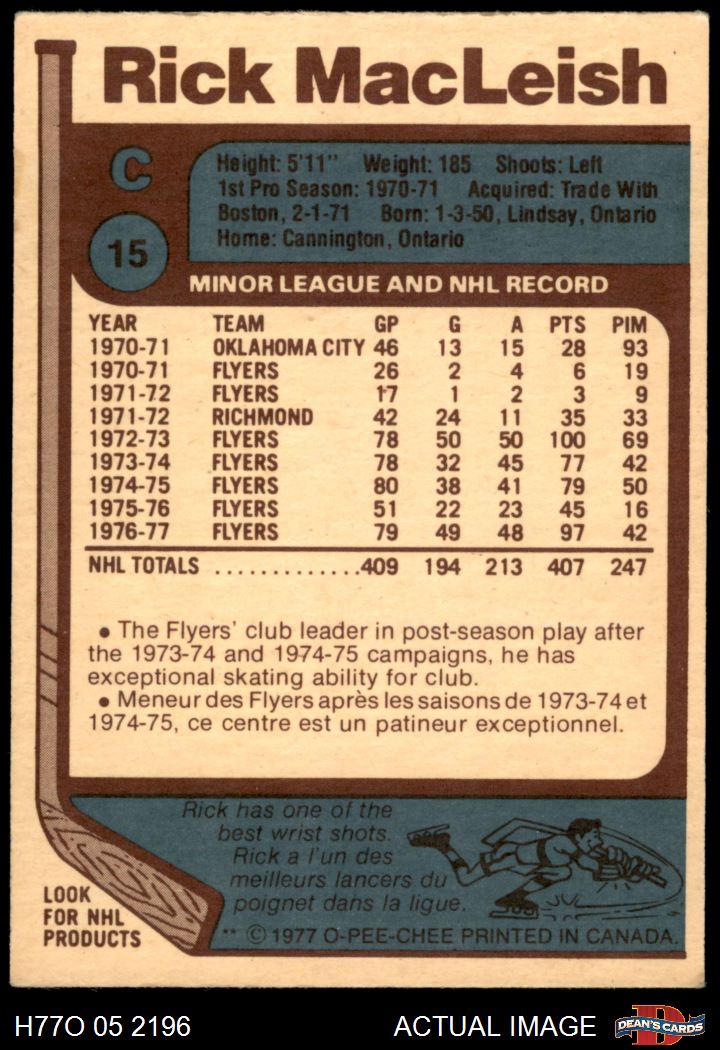 Rick MacLeish
C
15
Height: 5'11" Weight: 185 Shoots: Left
1st Pro Season: 1970-71 Acquired: Trade With
Boston, 2-1-71 Born: 1-3-50, Lindsay, Ontario
Home: Cannington, Ontario
MINOR LEAGUE AND NHL RECORD
YEAR TEAM GP G A PTS PIM
1970-71 OKLAHOMA CITY 46 13 15 28 93
1970-71 FLYERS 26 2 4 6 19
1971-72 FLYERS 17 1 2 3 9
1971-72 RICHMOND 42 24 11 35 33
1972-73 FLYERS 78 50 50 100 69
1973-74 FLYERS 78 32 45 77 42
1974-75 FLYERS 80 38 41 79 50
1975-76 FLYERS 51 22 23 45 16
1976-77 FLYERS 79 49 48 97 42
NHL TOTALS .............409 194 213 407 247
• The Flyers' club leader in post-season play after
the 1973-74 and 1974-75 campaigns, he has
exceptional skating ability for club.
• Meneur des Flyers après les saisons de 1973-74 et
1974-75, ce centre est un patineur exceptionnel.
Rick has one of the
best wrist shots.
Rick a l'un des
meilleurs lancers du
poignet dans la ligue.
LOOK
FOR NHL
PRODUCTS
** © 1977 O-PEE-CHEE PRINTED IN CANADA.
H77O 05 2196 ACTUAL IMAGE
D
DEAN'S CARDS